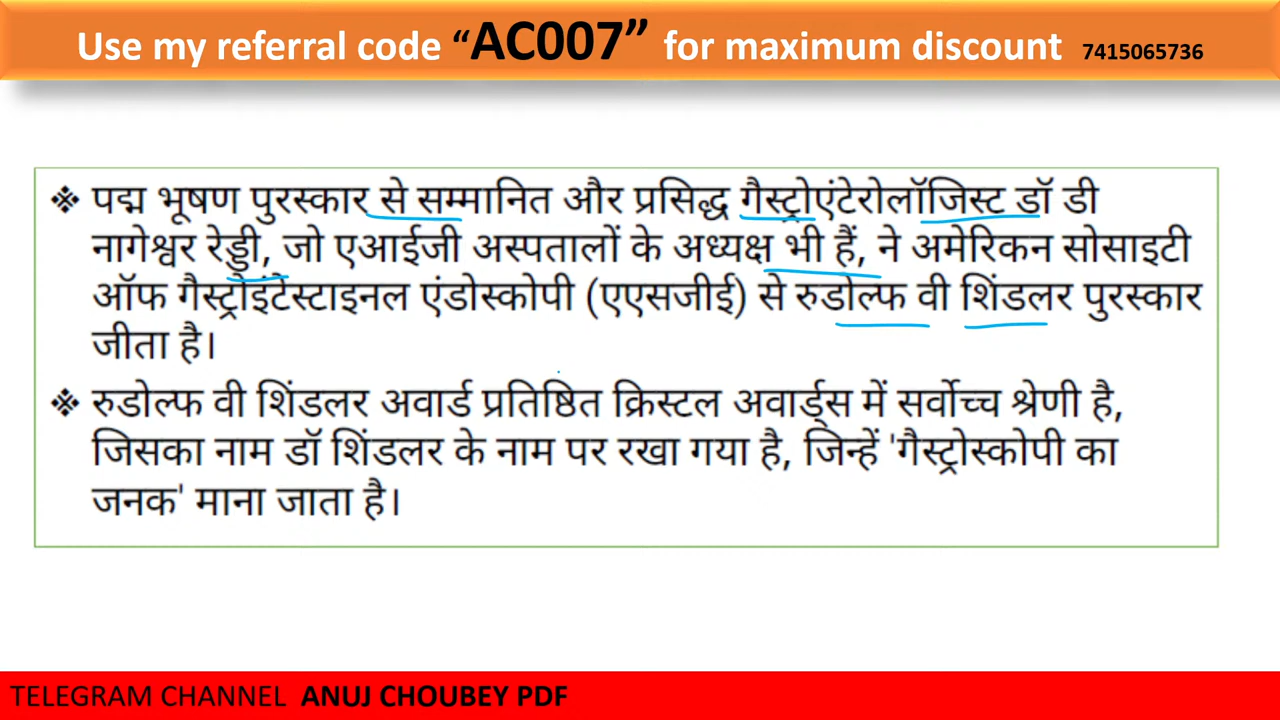 Use my referral code “AC007” for maximum discount 7415065736
❖ पद्म भूषण पुरस्कार से सम्मानित और प्रसिद्ध गैस्ट्रोएंटेरोलॉजिस्ट डॉ डी
नागेश्वर रेड्डी, जो एआईजी अस्पतालों के अध्यक्ष भी हैं, ने अमेरिकन सोसाइटी
ऑफ गैस्ट्रोइंटेस्टाइनल एंडोस्कोपी (एएसजीई) से रुडोल्फ वी शिंडलर पुरस्कार
जीता है।
❖ रुडोल्फ वी शिंडलर अवार्ड प्रतिष्ठित क्रिस्टल अवार्ड्स में सर्वोच्च श्रेणी है,
जिसका नाम डॉ शिंडलर के नाम पर रखा गया है, जिन्हें 'गैस्ट्रोस्कोपी का
जनक' माना जाता है।
TELEGRAM CHANNEL ANUJ CHOUBEY PDF